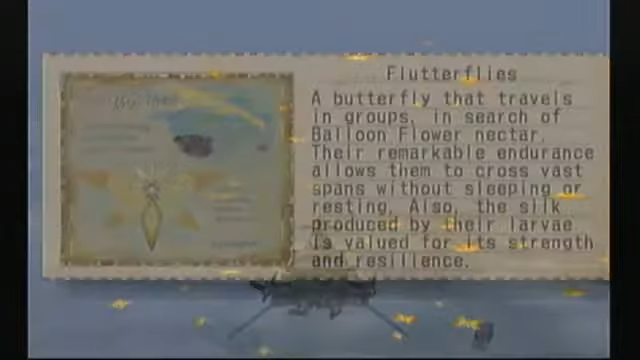 Flutterflies
A butterfly that travels
in groups, in search of
Balloon Flower nectar.
Their remarkable endurance
allows them to cross vast
spans without sleeping or
resting. Also, the silk
produced by their larvae
is valued for its strength
and resilience.